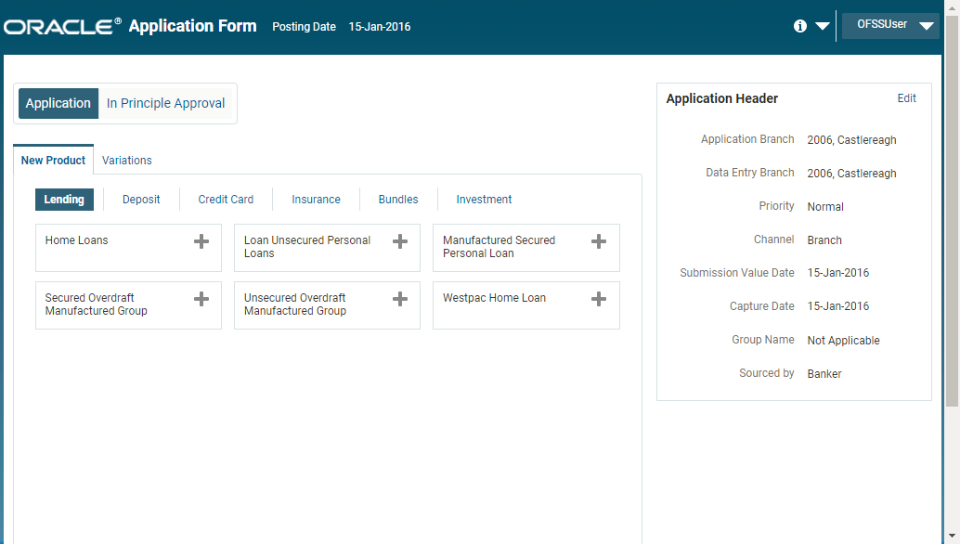 ORACLE® Application Form Posting Date 15-Jan-2016
OFSSUser
Application In Principle Approval
New Product Variations
Lending Deposit Credit Card Insurance Bundles Investment
Home Loans
Loan Unsecured Personal
Loans
Manufactured Secured
Personal Loan
Secured Overdraft
Manufactured Group
Unsecured Overdraft
Manufactured Group
Westpac Home Loan
Application Header Edit
Application Branch 2006, Castlereagh
Data Entry Branch 2006, Castlereagh
Priority Normal
Channel Branch
Submission Value Date 15-Jan-2016
Capture Date 15-Jan-2016
Group Name Not Applicable
Sourced by Banker